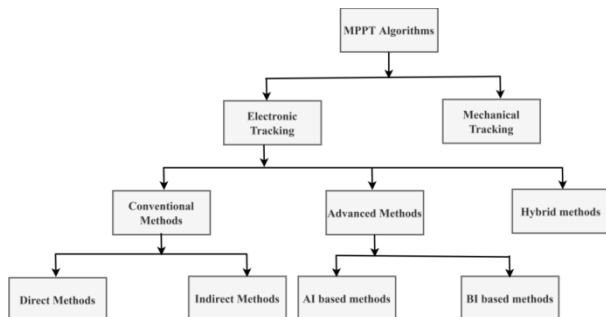 MPPT Algorithms
Electronic
Tracking
Mechanical
Tracking
Conventional
Methods
Advanced Methods
Hybrid methods
Direct Methods
Indirect Methods
AI based methods
BI based methods